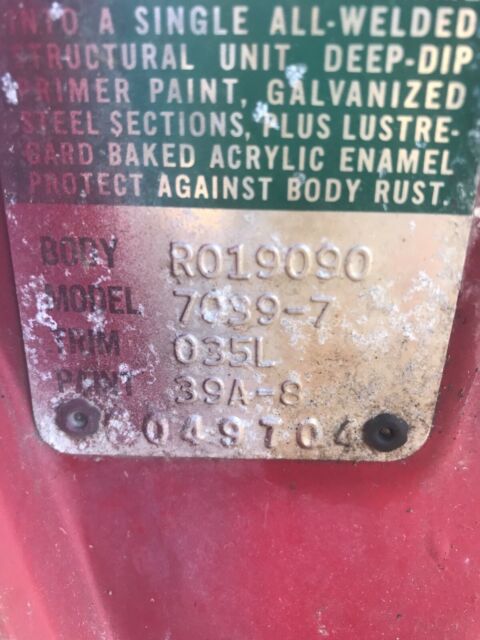 INTO A SINGLE ALL-WELDED
STRUCTURAL UNIT, DEEP-DIP
PRIMER PAINT, GALVANIZED
STEEL SECTIONS, PLUS LUSTRE-
GARD BAKED ACRYLIC ENAMEL
PROTECT AGAINST BODY RUST.
BODY R019090
MODEL 7039-7
TRIM 035L
PAINT 39A-8
049704